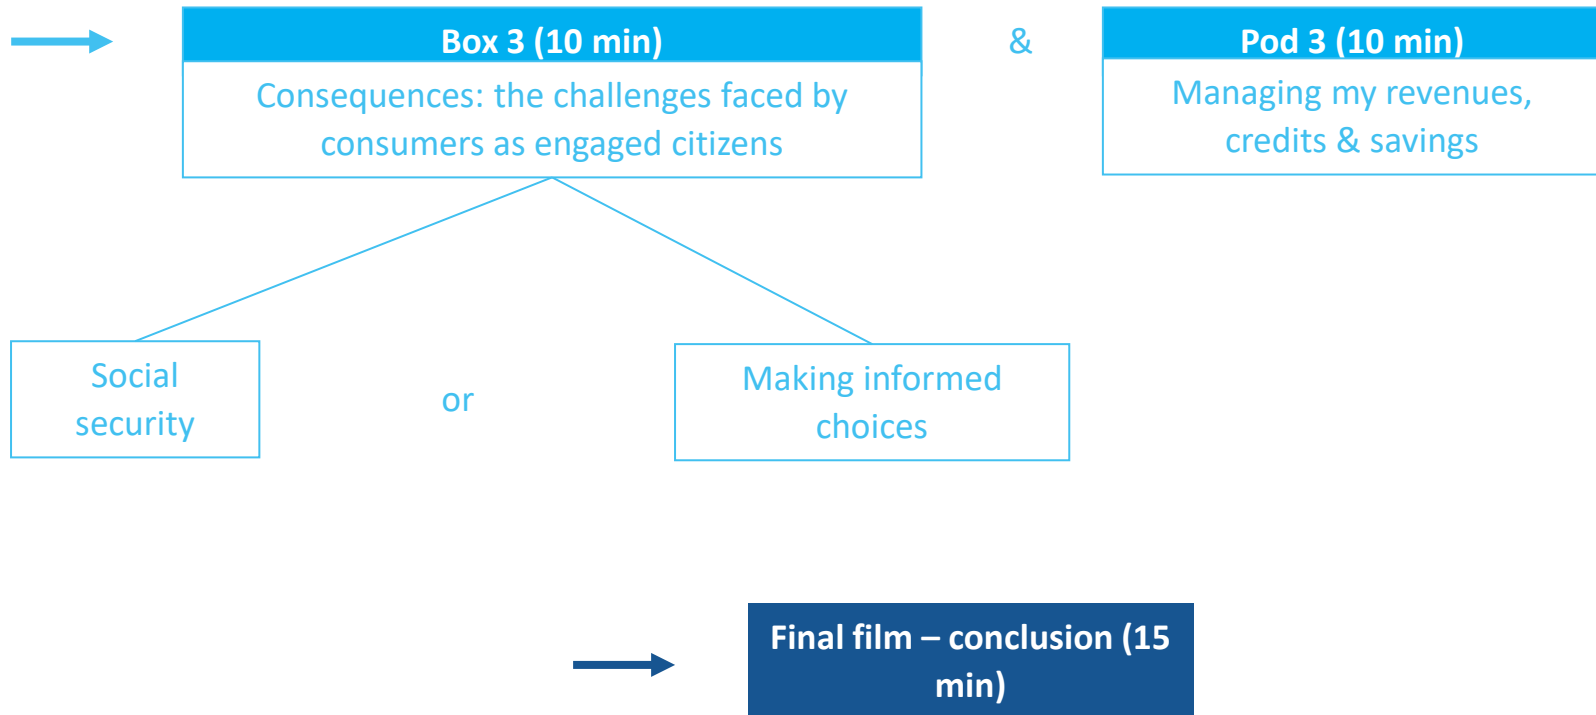 Box 3 (10 min)
&
Pod 3 (10 min)
Consequences: the challenges faced by
consumers as engaged citizens
Managing my revenues,
credits & savings
Social
security
or
Making informed
choices
Final film – conclusion (15
min)